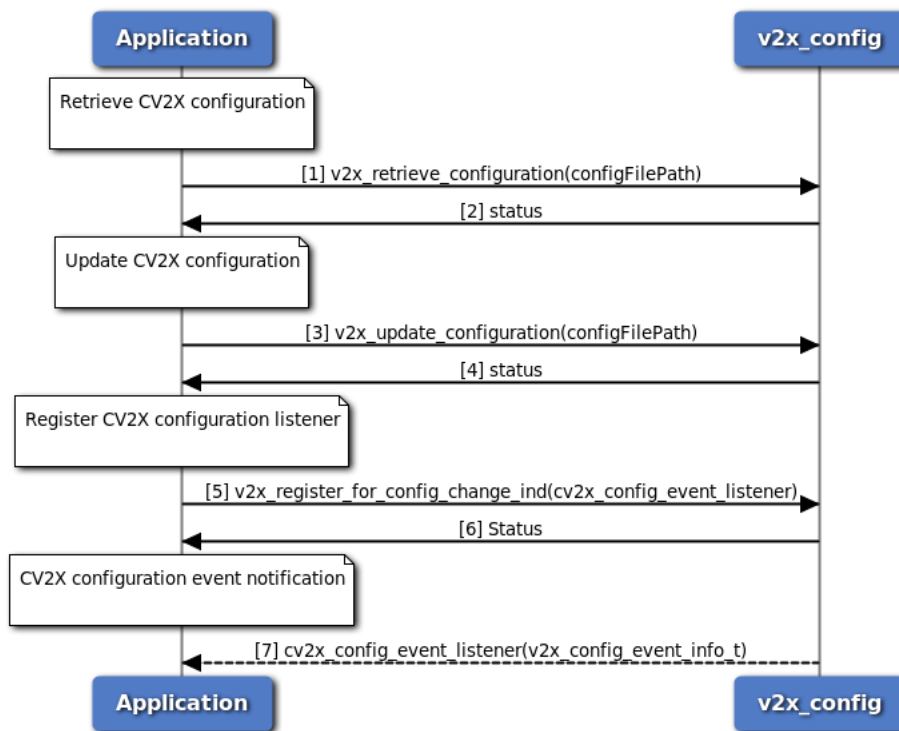 Application
v2x_config
Retrieve CV2X configuration
[1] v2x_retrieve_configuration(configFilePath)
[2] status
Update CV2X configuration
[3] v2x_update_configuration(configFilePath)
[4] status
Register CV2X configuration listener
[5] v2x_register_for_config_change_ind(cv2x_config_event_listener)
[6] Status
CV2X configuration event notification
[7] cv2x_config_event_listener(v2x_config_event_info_t)
Application
v2x_config